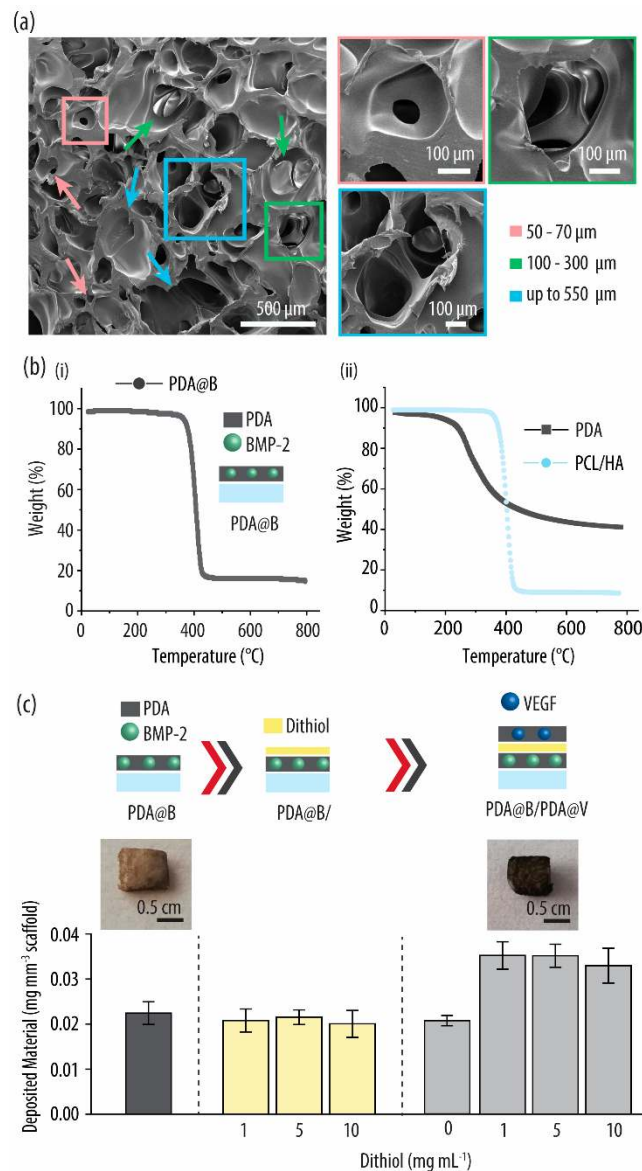 (a)
500 µm
100 µm
100 µm
100 µm
50 - 70 µm
100 - 300 µm
up to 550 µm
(b)
(i)
PDA@B
PDA
BMP-2
PDA@B
100
80
60
40
20
0
Weight (%)
0 200 400 600 800
Temperature (°C)
(ii)
PDA
PCL/HA
100
80
60
40
20
0
Weight (%)
0 200 400 600 800
Temperature (°C)
(c)
PDA
BMP-2
PDA@B
Dithiol
PDA@B/
VEGF
PDA@B/PDA@V
0.5 cm
0.5 cm
Deposited Material (mg mm⁻³ scaffold)
0.04
0.03
0.02
0.01
0.00
1 5 10 0 1 5 10
Dithiol (mg mL⁻¹)